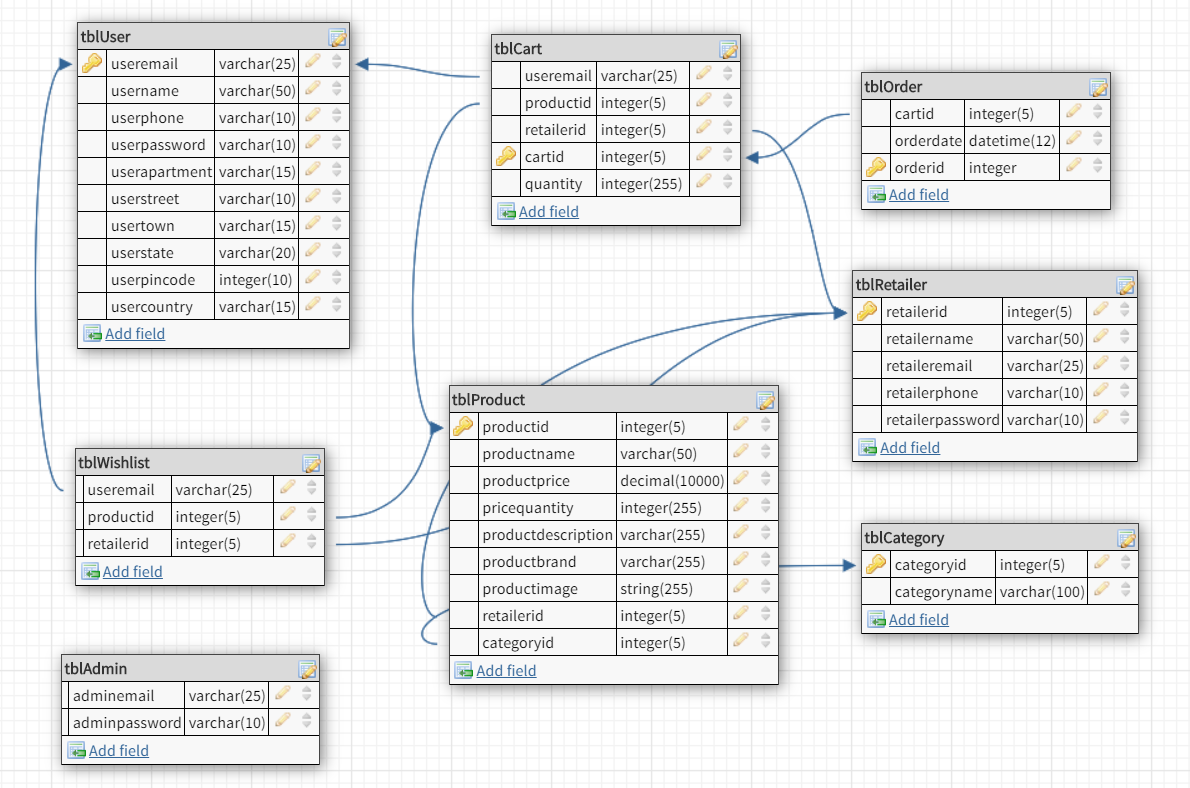 tblUser
useremail varchar(25)
username varchar(50)
userphone varchar(10)
userpassword varchar(10)
userapartment varchar(15)
userstreet varchar(10)
usertown varchar(15)
userstate varchar(20)
userpincode integer(10)
usercountry varchar(15)
Add field
tblCart
useremail varchar(25)
productid integer(5)
retailerid integer(5)
cartid integer(5)
quantity integer(255)
Add field
tblOrder
cartid integer(5)
orderdate datetime(12)
orderid integer
Add field
tblRetailer
retailerid integer(5)
retailername varchar(50)
retaileremail varchar(25)
retailerphone varchar(10)
retailerpassword varchar(10)
Add field
tblProduct
productid integer(5)
productname varchar(50)
productprice decimal(10000)
pricequantity integer(255)
productdescription varchar(255)
productbrand varchar(255)
productimage string(255)
retailerid integer(5)
categoryid integer(5)
Add field
tblWishlist
useremail varchar(25)
productid integer(5)
retailerid integer(5)
Add field
tblCategory
categoryid integer(5)
categoryname varchar(100)
Add field
tblAdmin
adminemail varchar(25)
adminpassword varchar(10)
Add field